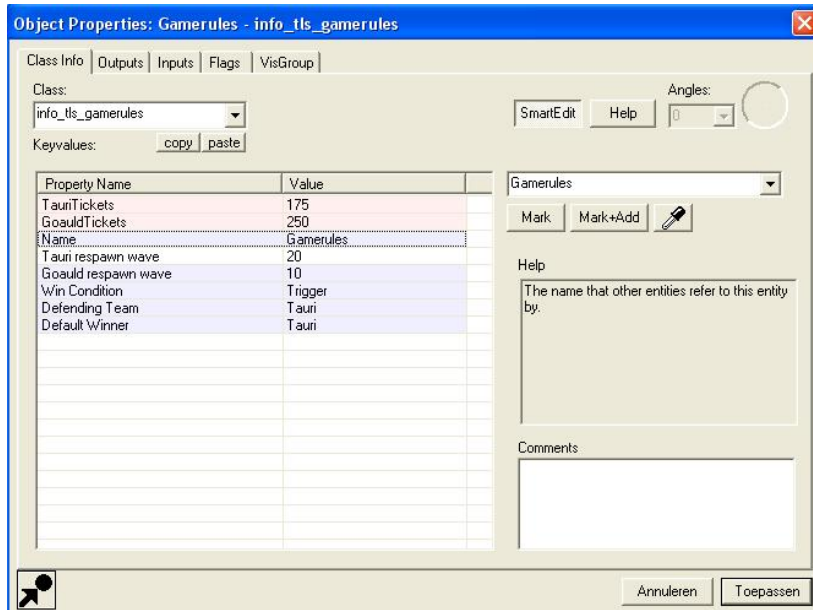 Object Properties: Gamerules - info_tls_gamerules
Class Info Outputs Inputs Flags VisGroup
Class:
info_tls_gamerules
Keyvalues: copy paste
SmartEdit Help
Angles:
0
Property Name Value
TauriTickets 175
GoauldTickets 250
Name Gamerules
Tauri respawn wave 20
Goauld respawn wave 10
Win Condition Trigger
Defending Team Tauri
Default Winner Tauri
Gamerules
Mark Mark+Add
Help
The name that other entities refer to this entity
by.
Comments
Annuleren Toepassen